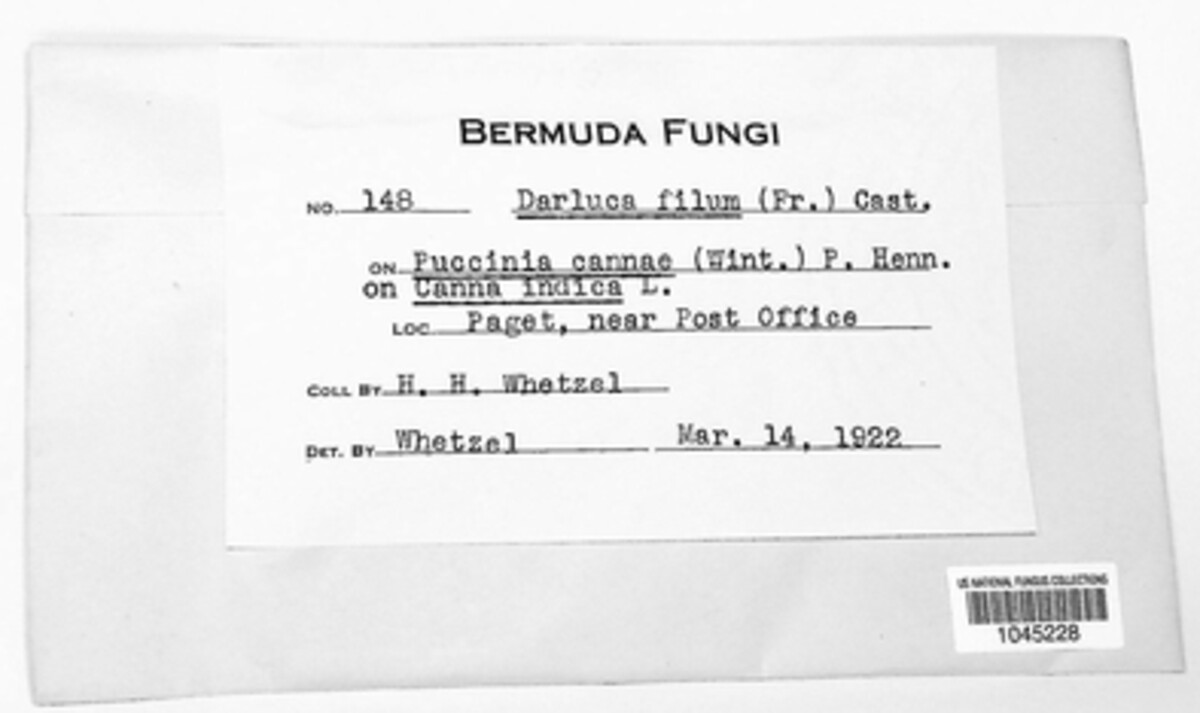 BERMUDA FUNGI
NO. 148 Darluca filum (Fr.) Cast.
ON Puccinia cannae (Wint.) P. Henn.
on Canna indica L.
LOC Paget, near Post Office
COLL BY H. H. Whetzel
DET. BY Whetzel Mar. 14, 1922
US NATIONAL FUNGUS COLLECTIONS
1045228